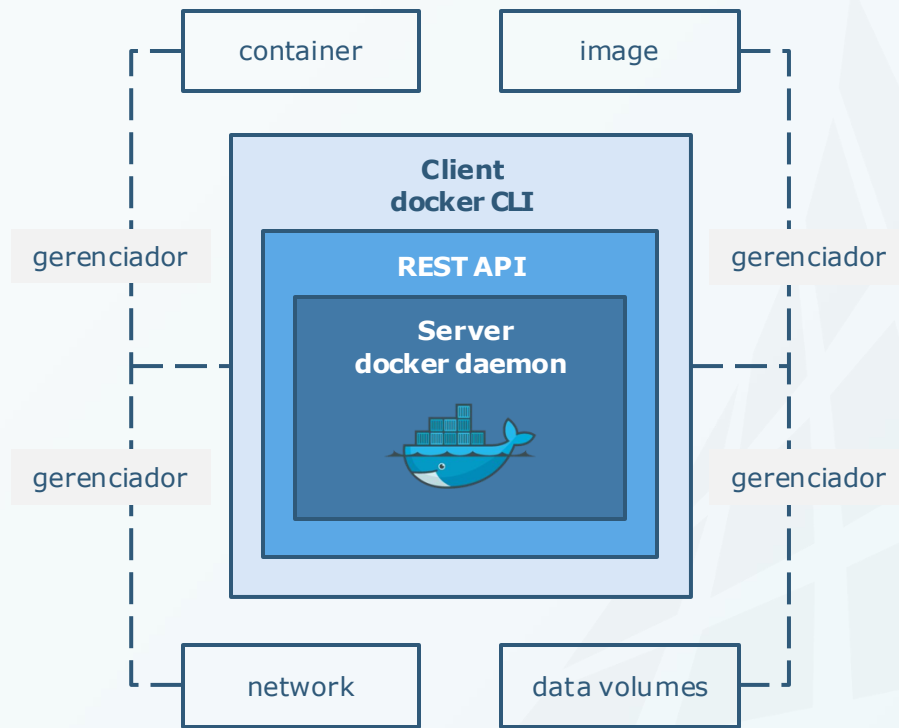 container
image
Client
docker CLI
gerenciador
gerenciador
REST API
Server
docker daemon
gerenciador
gerenciador
network
data volumes